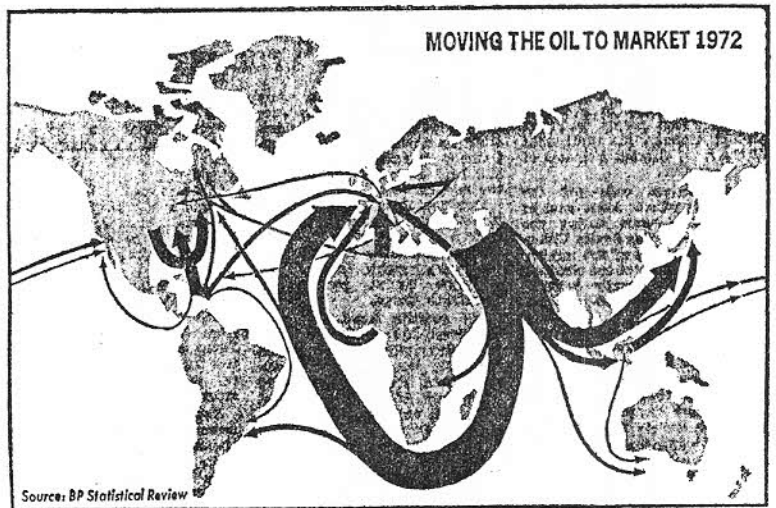 MOVING THE OIL TO MARKET 1972
Source: BP Statistical Review